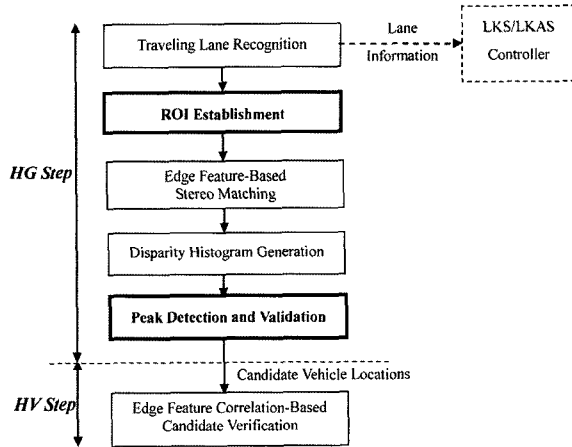 Traveling Lane Recognition
Lane
Information
LKS/LKAS
Controller
ROI Establishment
HG Step
Edge Feature-Based
Stereo Matching
Disparity Histogram Generation
Peak Detection and Validation
Candidate Vehicle Locations
HV Step
Edge Feature Correlation-Based
Candidate Verification